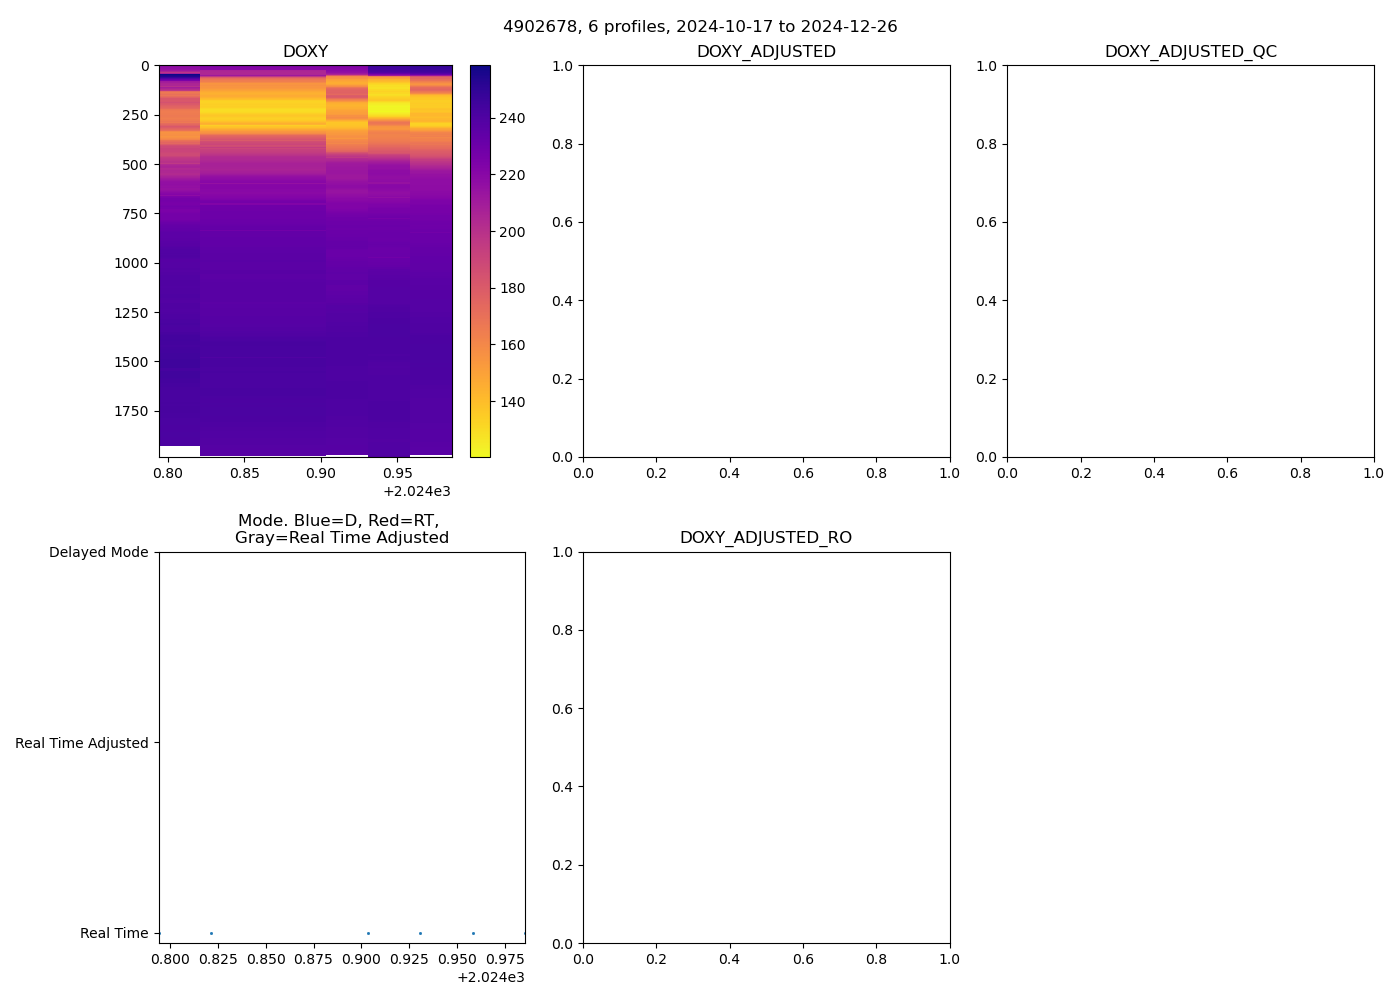 4902678, 6 profiles, 2024-10-17 to 2024-12-26
DOXY
0
250
500
750
1000
1250
1500
1750
0.80 0.85 0.90 0.95
+2.024e3
240
220
200
180
160
140
DOXY_ADJUSTED
1.0
0.8
0.6
0.4
0.2
0.0
0.0 0.2 0.4 0.6 0.8 1.0
DOXY_ADJUSTED_QC
1.0
0.8
0.6
0.4
0.2
0.0
0.0 0.2 0.4 0.6 0.8 1.0
Mode. Blue=D, Red=RT,
Gray=Real Time Adjusted
Delayed Mode
Real Time Adjusted
Real Time
0.800 0.825 0.850 0.875 0.900 0.925 0.950 0.975
+2.024e3
DOXY_ADJUSTED_RO
1.0
0.8
0.6
0.4
0.2
0.0
0.0 0.2 0.4 0.6 0.8 1.0